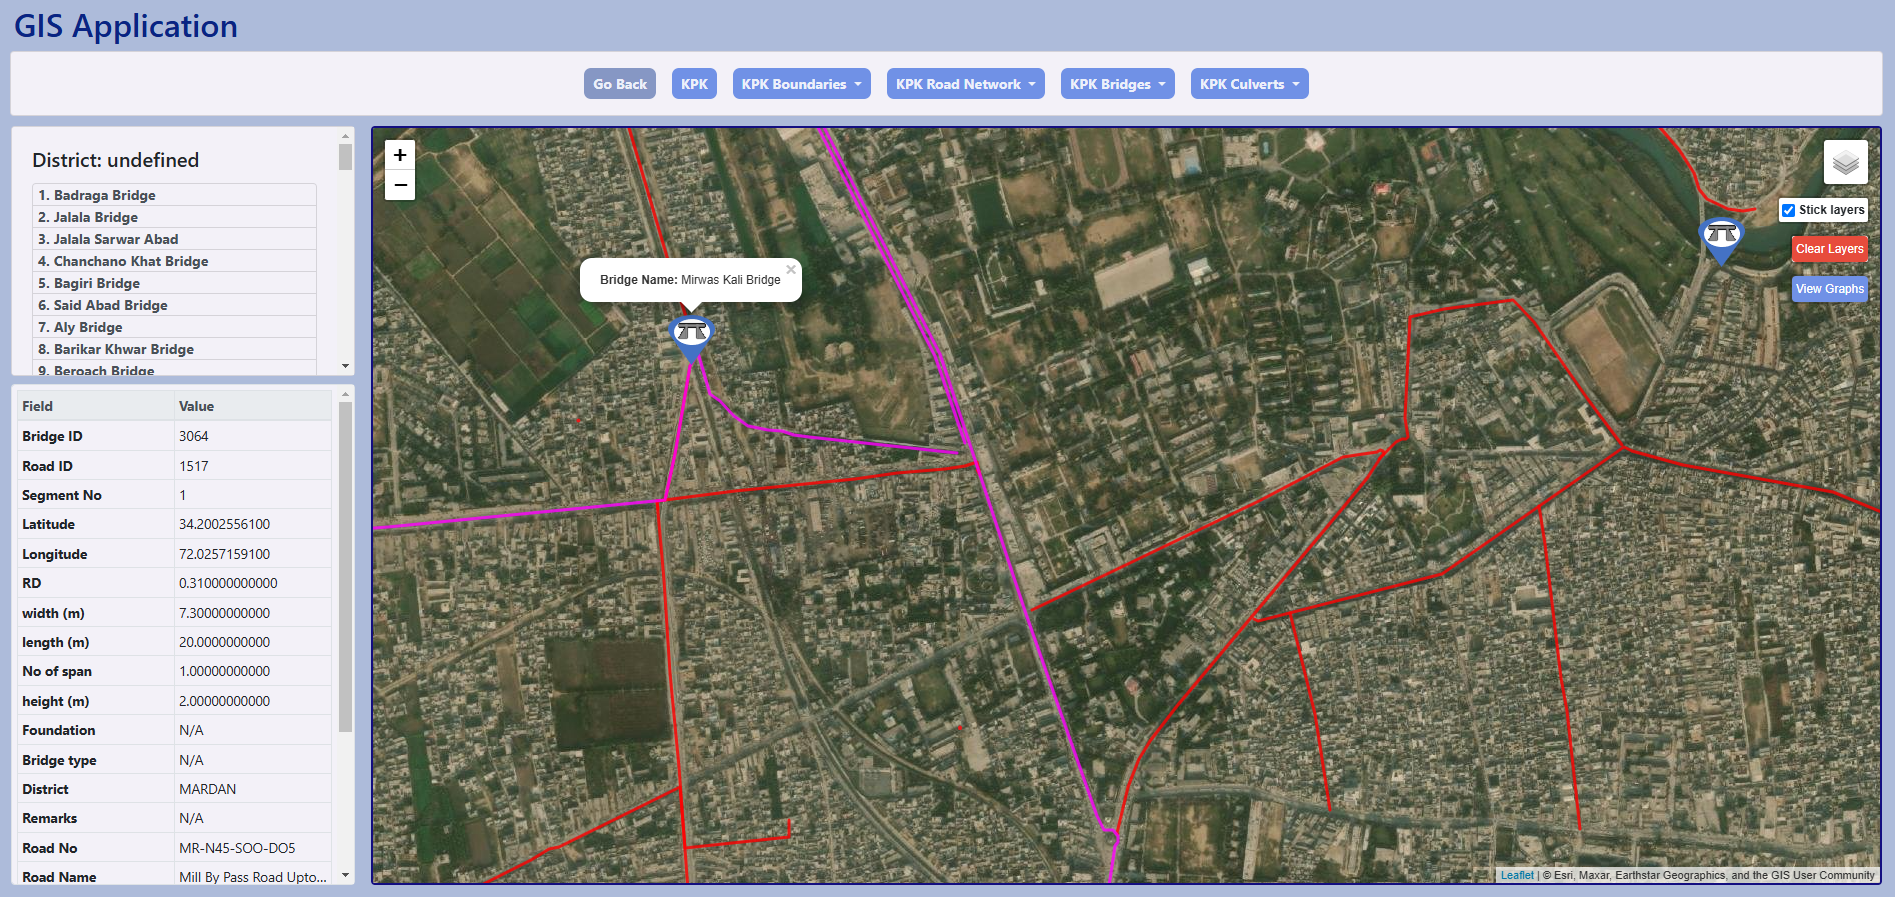 GIS Application
Go Back
KPK
KPK Boundaries
KPK Road Network
KPK Bridges
KPK Culverts
District: undefined
1. Badraga Bridge
2. Jalala Bridge
3. Jalala Sarwar Abad
4. Chanchano Khat Bridge
5. Bagiri Bridge
6. Said Abad Bridge
7. Aly Bridge
8. Barikar Khwar Bridge
9. Beroach Bridge
Field Value
Bridge ID 3064
Road ID 1517
Segment No 1
Latitude 34.2002556100
Longitude 72.0257159100
RD 0.310000000000
width (m) 7.30000000000
length (m) 20.0000000000
No of span 1.00000000000
height (m) 2.00000000000
Foundation N/A
Bridge type N/A
District MARDAN
Remarks N/A
Road No MR-N45-SOO-DO5
Road Name Mill By Pass Road Upto...
+
−
Bridge Name: Mirwas Kali Bridge
×
Stick layers
Clear Layers
View Graphs
Leaflet | © Esri, Maxar, Earthstar Geographics, and the GIS User Community